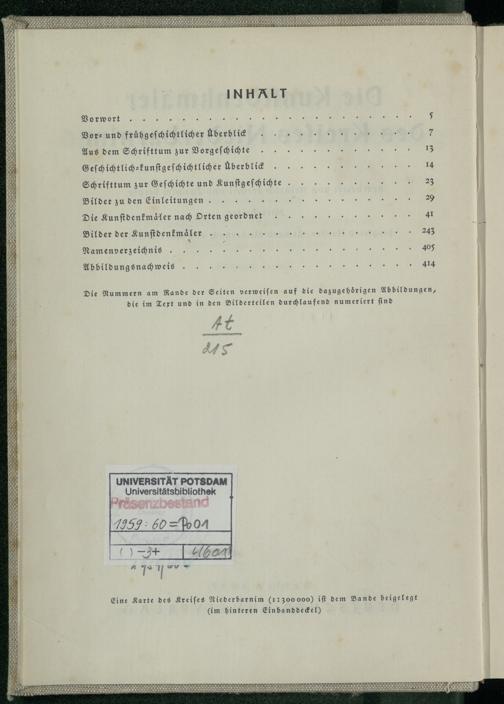 INHALT
Vorwort . . . . . . . . . . . . . . . . . 5
Vor- und frühgeschichtlicher Überblick . . . . . . . . . . 7
Aus dem Schrifttum zur Vorgeschichte . . . . . . . . . . 13
Geschichtlich-kunstgeschichtlicher Überblick . . . . . . . . . 14
Schrifttum zur Geschichte und Kunstgeschichte . . . . . . . . 23
Bilder zu den Einleitungen . . . . . . . . . . . . 29
Die Kunstdenkmäler nach Orten geordnet . . . . . . . . . 41
Bilder der Kunstdenkmäler . . . . . . . . . . . . 243
Namenverzeichnis . . . . . . . . . . . . . . 405
Abbildungsnachweis . . . . . . . . . . . . . 414
Die Nummern am Rande der Seiten verweisen auf die dazugehörigen Abbildungen,
die im Text und in den Bilderteilen durchlaufend numeriert sind
At
215
UNIVERSITÄT POTSDAM
Universitätsbibliothek
Präsenzbestand
1959:60=Po01
( ) -3+ 4601
Eine Karte des Kreises Niederbarnim (1:300000) ist dem Bande beigelegt
(im hinteren Einbanddeckel)